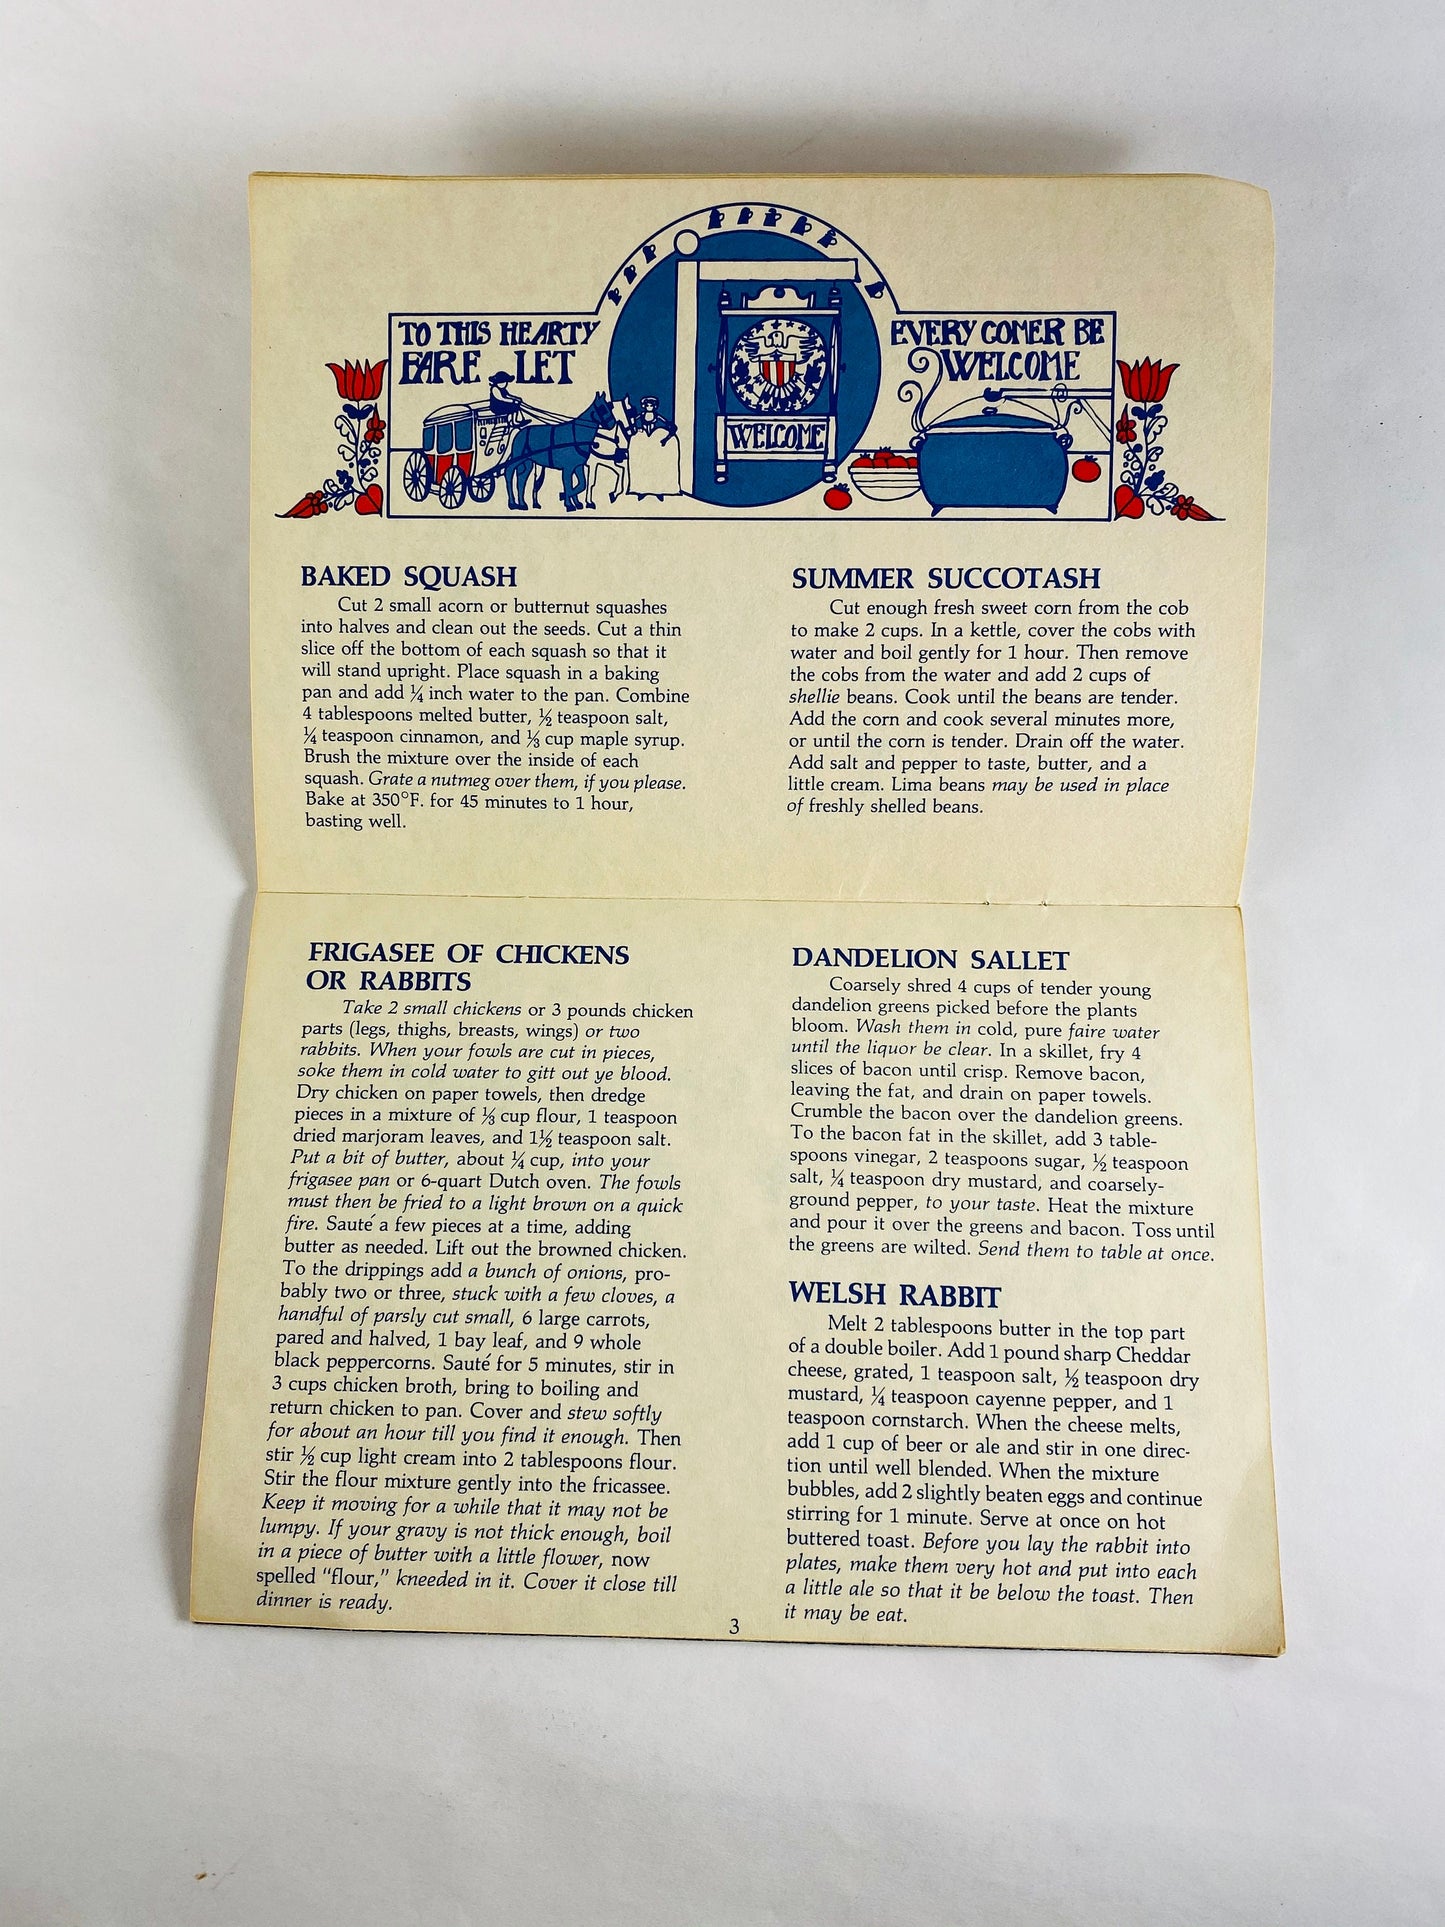 TO THIS HEARTY
FARE LET
EVERY COMER BE
WELCOME
WELCOME
BAKED SQUASH
Cut 2 small acorn or butternut squashes
into halves and clean out the seeds. Cut a thin
slice off the bottom of each squash so that it
will stand upright. Place squash in a baking
pan and add ¼ inch water to the pan. Combine
4 tablespoons melted butter, ½ teaspoon salt,
¼ teaspoon cinnamon, and ⅓ cup maple syrup.
Brush the mixture over the inside of each
squash. Grate a nutmeg over them, if you please.
Bake at 350°F. for 45 minutes to 1 hour,
basting well.
SUMMER SUCCOTASH
Cut enough fresh sweet corn from the cob
to make 2 cups. In a kettle, cover the cobs with
water and boil gently for 1 hour. Then remove
the cobs from the water and add 2 cups of
shellie beans. Cook until the beans are tender.
Add the corn and cook several minutes more,
or until the corn is tender. Drain off the water.
Add salt and pepper to taste, butter, and a
little cream. Lima beans may be used in place
of freshly shelled beans.
FRIGASEE OF CHICKENS
OR RABBITS
Take 2 small chickens or 3 pounds chicken
parts (legs, thighs, breasts, wings) or two
rabbits. When your fowls are cut in pieces,
soke them in cold water to gitt out ye blood.
Dry chicken on paper towels, then dredge
pieces in a mixture of ⅓ cup flour, 1 teaspoon
dried marjoram leaves, and 1½ teaspoon salt.
Put a bit of butter, about ¼ cup, into your
frigasee pan or 6-quart Dutch oven. The fowls
must then be fried to a light brown on a quick
fire. Sauté a few pieces at a time, adding
butter as needed. Lift out the browned chicken.
To the drippings add a bunch of onions, pro-
bably two or three, stuck with a few cloves, a
handful of parsly cut small, 6 large carrots,
pared and halved, 1 bay leaf, and 9 whole
black peppercorns. Sauté for 5 minutes, stir in
3 cups chicken broth, bring to boiling and
return chicken to pan. Cover and stew softly
for about an hour till you find it enough. Then
stir ½ cup light cream into 2 tablespoons flour.
Stir the flour mixture gently into the fricassee.
Keep it moving for a while that it may not be
lumpy. If your gravy is not thick enough, boil
in a piece of butter with a little flower, now
spelled "flour," kneeded in it. Cover it close till
dinner is ready.
DANDELION SALLET
Coarsely shred 4 cups of tender young
dandelion greens picked before the plants
bloom. Wash them in cold, pure faire water
until the liquor be clear. In a skillet, fry 4
slices of bacon until crisp. Remove bacon,
leaving the fat, and drain on paper towels.
Crumble the bacon over the dandelion greens.
To the bacon fat in the skillet, add 3 table-
spoons vinegar, 2 teaspoons sugar, ½ teaspoon
salt, ¼ teaspoon dry mustard, and coarsely-
ground pepper, to your taste. Heat the mixture
and pour it over the greens and bacon. Toss until
the greens are wilted. Send them to table at once.
WELSH RABBIT
Melt 2 tablespoons butter in the top part
of a double boiler. Add 1 pound sharp Cheddar
cheese, grated, 1 teaspoon salt, ½ teaspoon dry
mustard, ¼ teaspoon cayenne pepper, and 1
teaspoon cornstarch. When the cheese melts,
add 1 cup of beer or ale and stir in one direc-
tion until well blended. When the mixture
bubbles, add 2 slightly beaten eggs and continue
stirring for 1 minute. Serve at once on hot
buttered toast. Before you lay the rabbit into
plates, make them very hot and put into each
a little ale so that it be below the toast. Then
it may be eat.
3